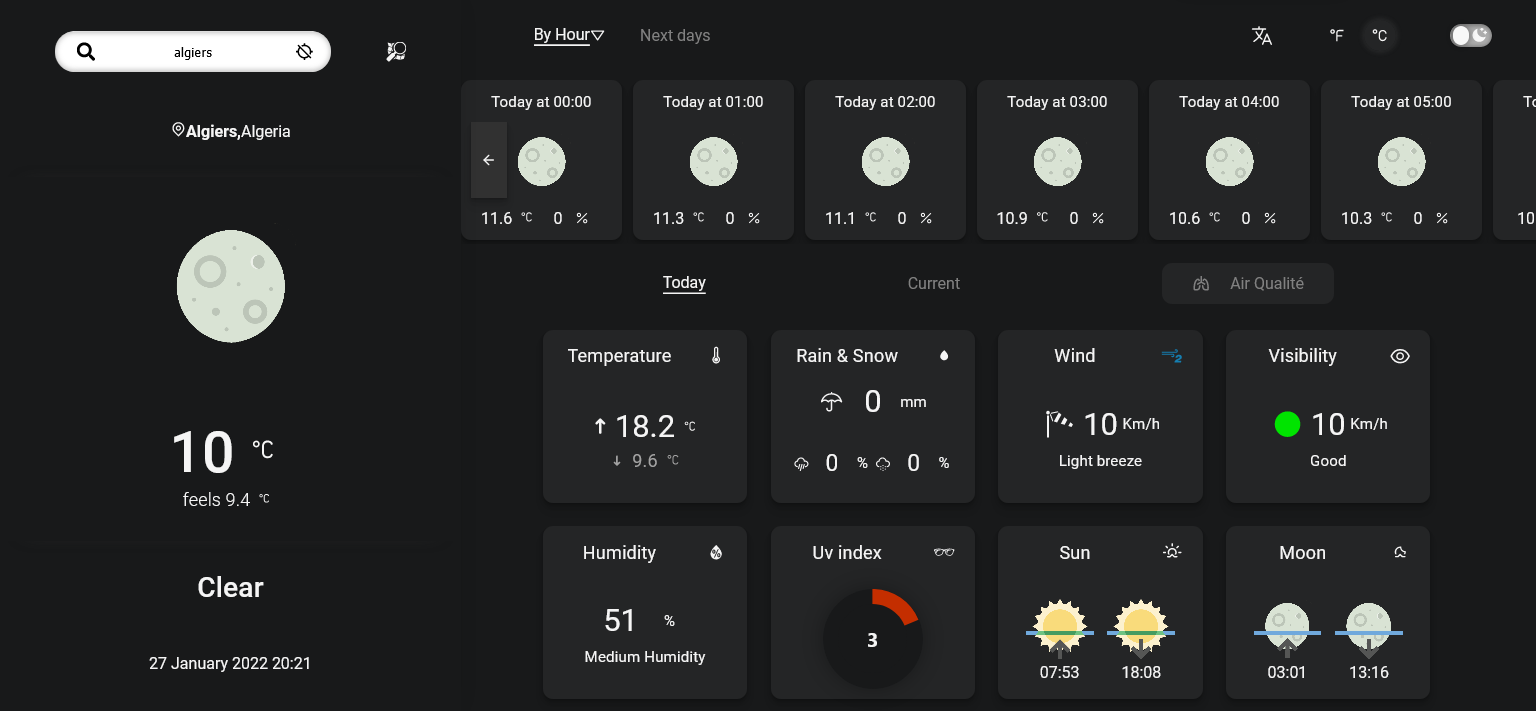 algiers
Algiers,Algeria
10 °C
feels 9.4 °C
Clear
27 January 2022 20:21
By Hour Next days °F °C
Today at 00:00 Today at 01:00 Today at 02:00 Today at 03:00 Today at 04:00 Today at 05:00 To
11.6 °C 0 % 11.3 °C 0 % 11.1 °C 0 % 10.9 °C 0 % 10.6 °C 0 % 10.3 °C 0 % 10
Today Current Air Qualité
Temperature
18.2 °C
9.6 °C
Rain & Snow
0 mm
0 % 0 %
Wind
10 Km/h
Light breeze
Visibility
10 Km/h
Good
Humidity
51 %
Medium Humidity
Uv index
3
Sun
07:53 18:08
Moon
03:01 13:16